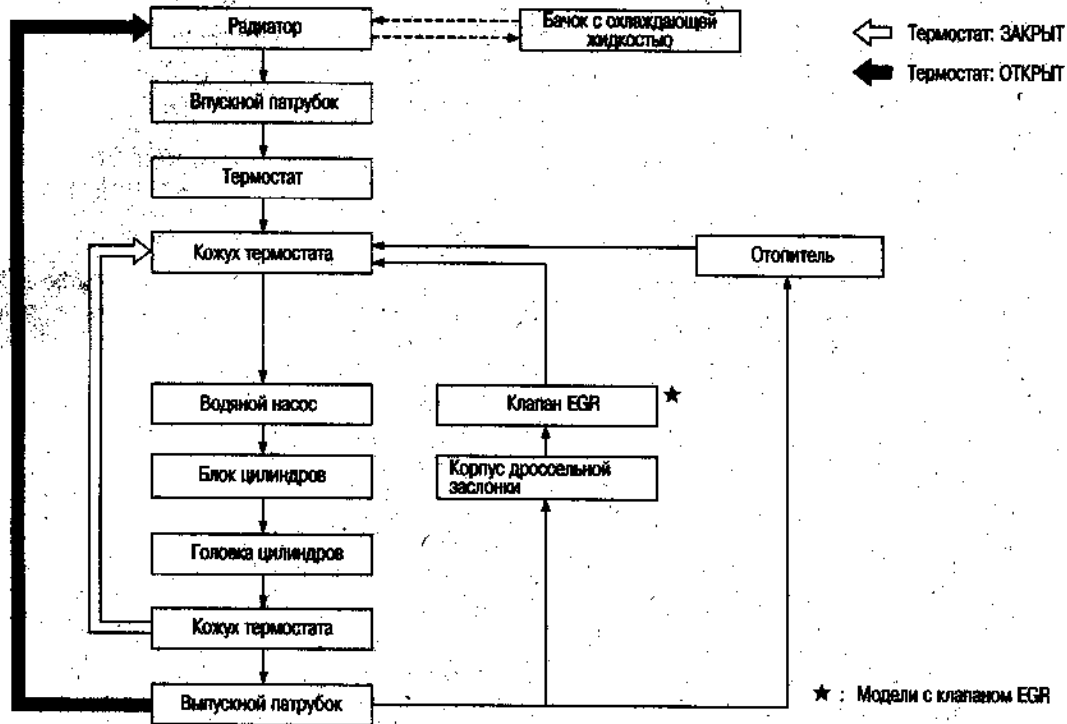 Радиатор
Бачок с охлаждающей
жидкостью
Термостат: ЗАКРЫТ
Термостат: ОТКРЫТ
Впускной патрубок
Термостат
Кожух термостата
Отопитель
Водяной насос
Клапан EGR ★
Блок цилиндров
Корпус дроссельной
заслонки
Головка цилиндров
Кожух термостата
Выпускной патрубок
★ : Модели с клапаном EGR